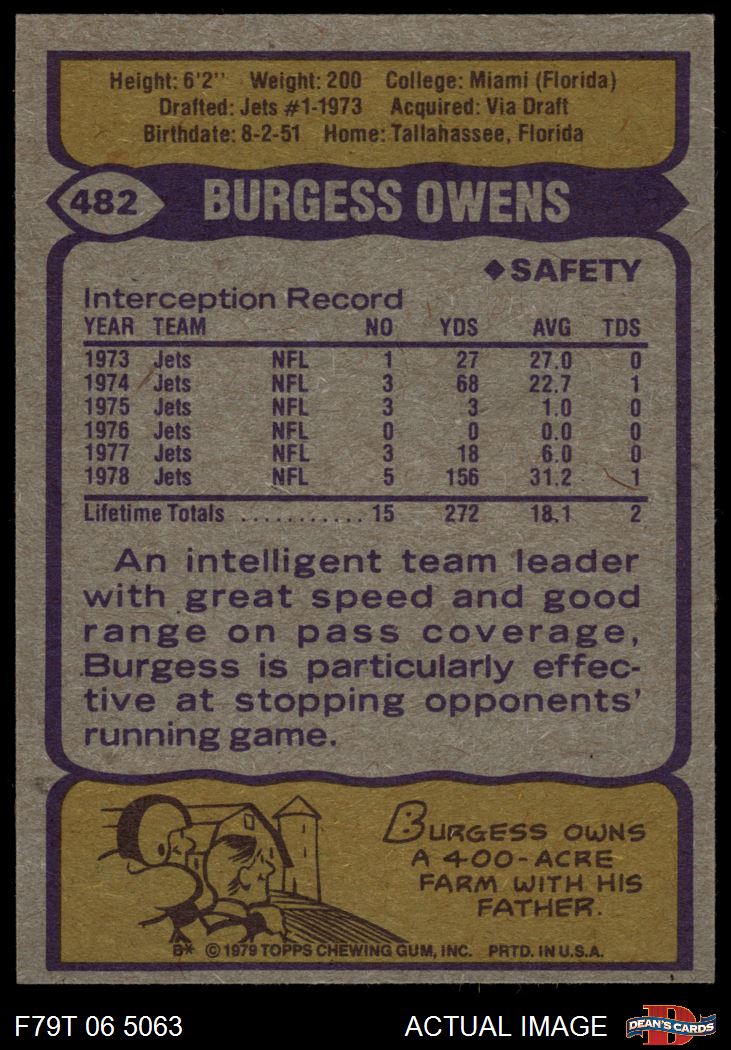 Height: 6'2'' Weight: 200 College: Miami (Florida)
Drafted: Jets #1-1973 Acquired: Via Draft
Birthdate: 8-2-51 Home: Tallahassee, Florida
482 BURGESS OWENS
◆SAFETY
Interception Record
YEAR TEAM NO YDS AVG TDS
1973 Jets NFL 1 27 27.0 0
1974 Jets NFL 3 68 22.7 1
1975 Jets NFL 3 3 1.0 0
1976 Jets NFL 0 0 0.0 0
1977 Jets NFL 3 18 6.0 0
1978 Jets NFL 5 156 31.2 1
Lifetime Totals ........... 15 272 18.1 2
An intelligent team leader
with great speed and good
range on pass coverage,
Burgess is particularly effec-
tive at stopping opponents'
running game.
BURGESS OWNS
A 400-ACRE
FARM WITH HIS
FATHER.
B* © 1979 TOPPS CHEWING GUM, INC. PRTD. IN U.S.A.
F79T 06 5063 ACTUAL IMAGE D DEAN'S CARDS